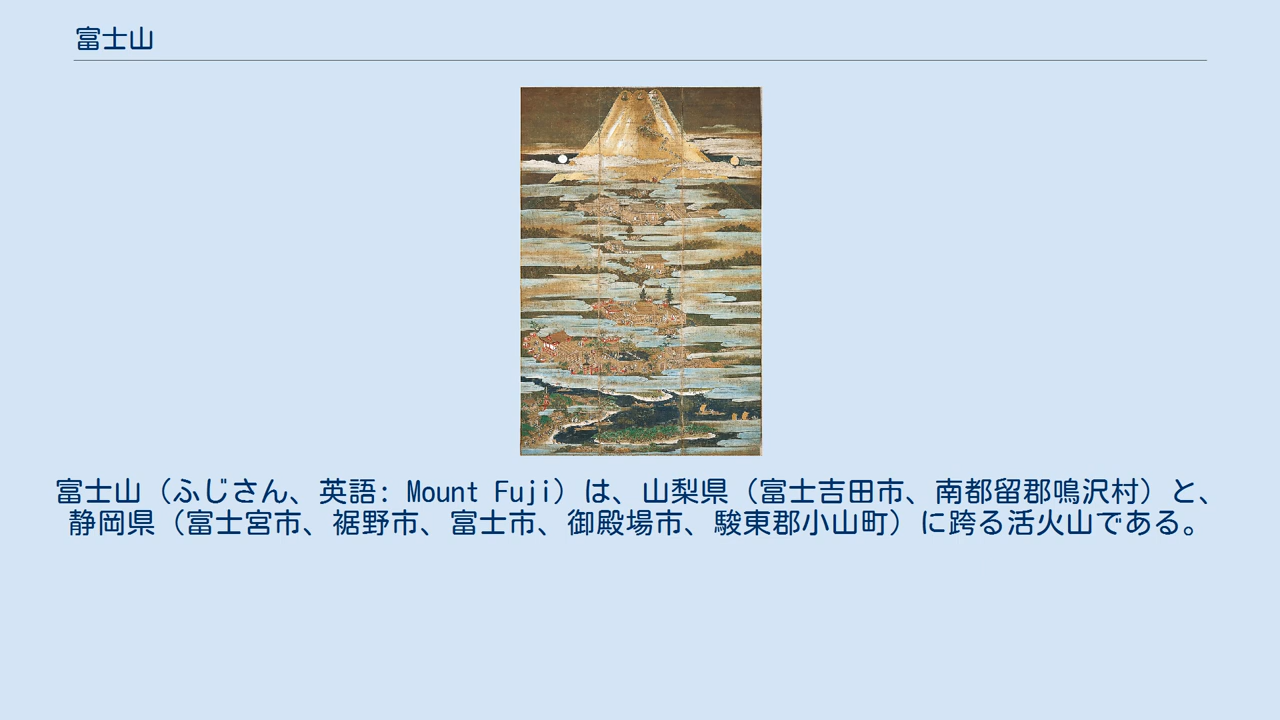 富士山
富士山（ふじさん、英語: Mount Fuji）は、山梨県（富士吉田市、南都留郡鳴沢村）と、
静岡県（富士宮市、裾野市、富士市、御殿場市、駿東郡小山町）に跨る活火山である。